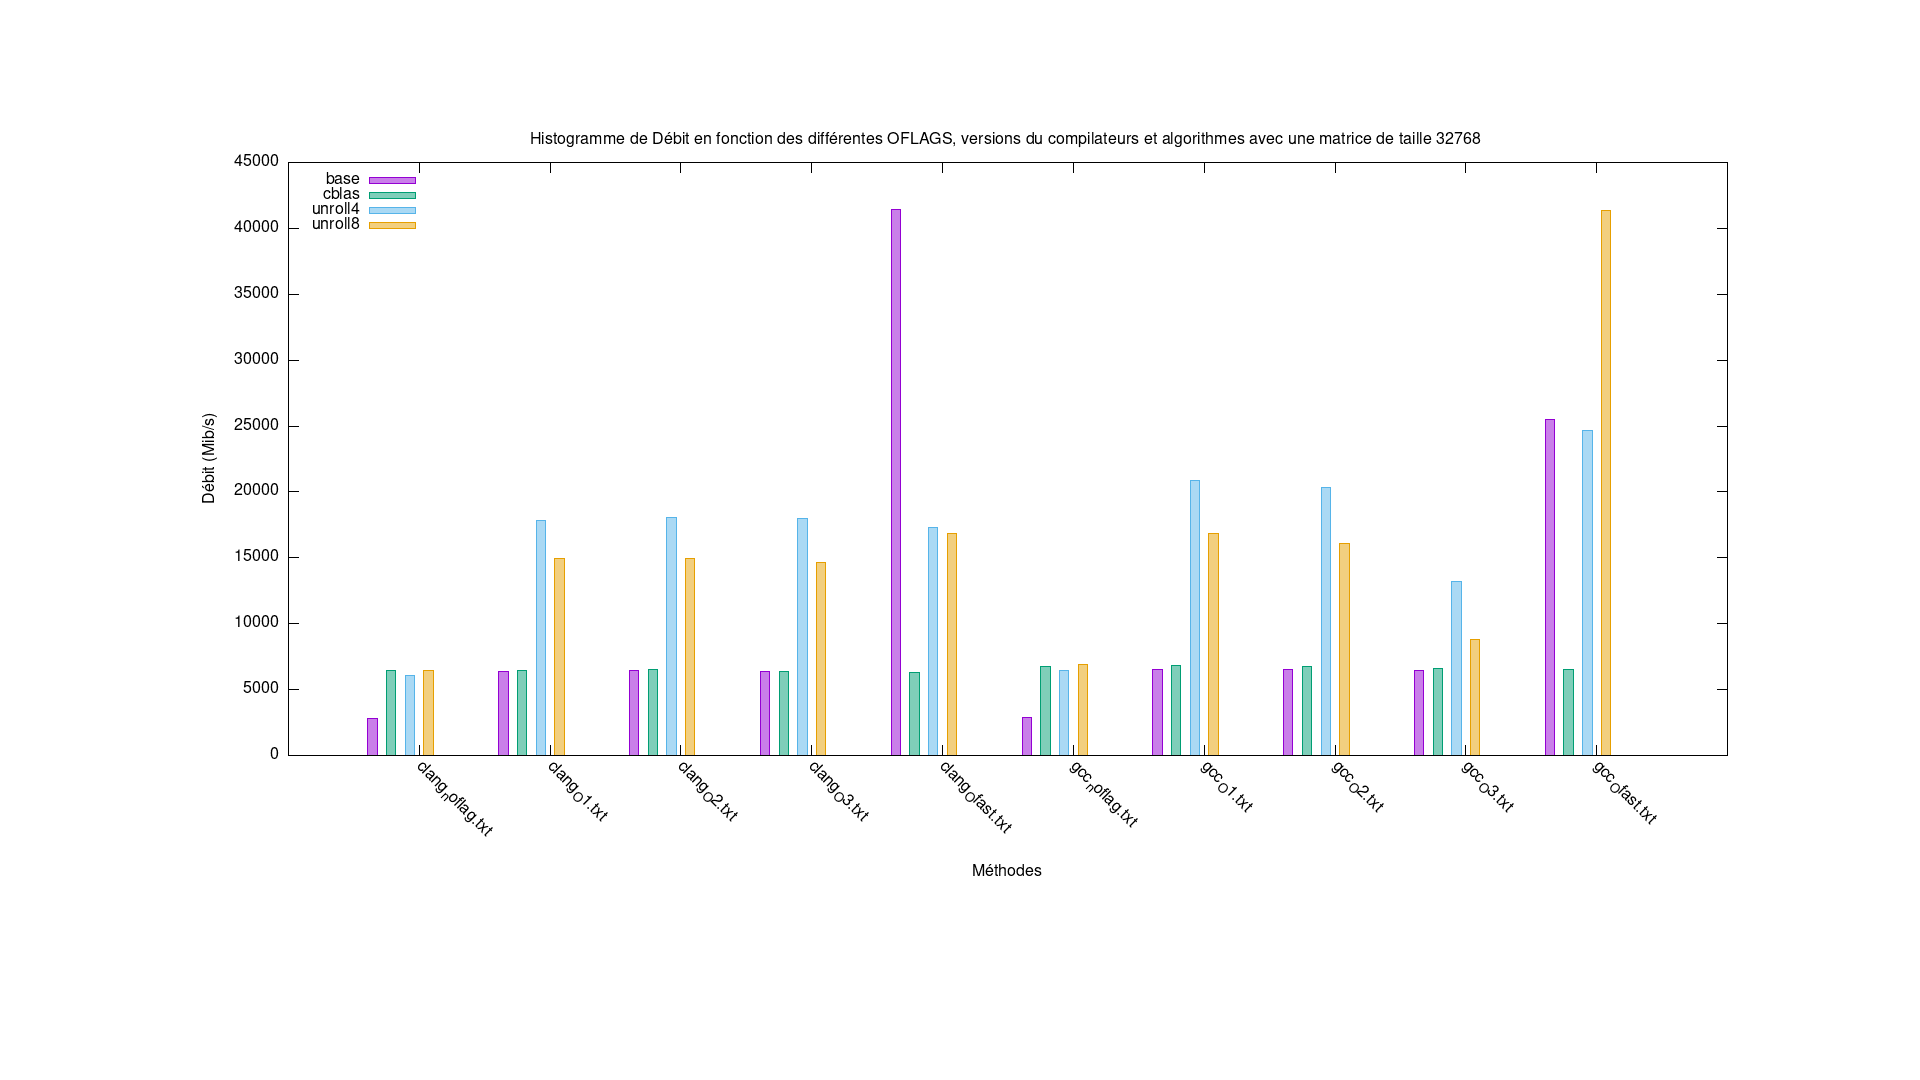 Histogramme de Débit en fonction des différentes OFLAGS, versions du compilateurs et algorithmes avec une matrice de taille 32768
45000
40000
35000
30000
25000
20000
15000
10000
5000
0
Débit (Mib/s)
base
cblas
unroll4
unroll8
clang_noflag.txt
clang_O1.txt
clang_O2.txt
clang_O3.txt
clang_Ofast.txt
gcc_noflag.txt
gcc_O1.txt
gcc_O2.txt
gcc_O3.txt
gcc_Ofast.txt
Méthodes